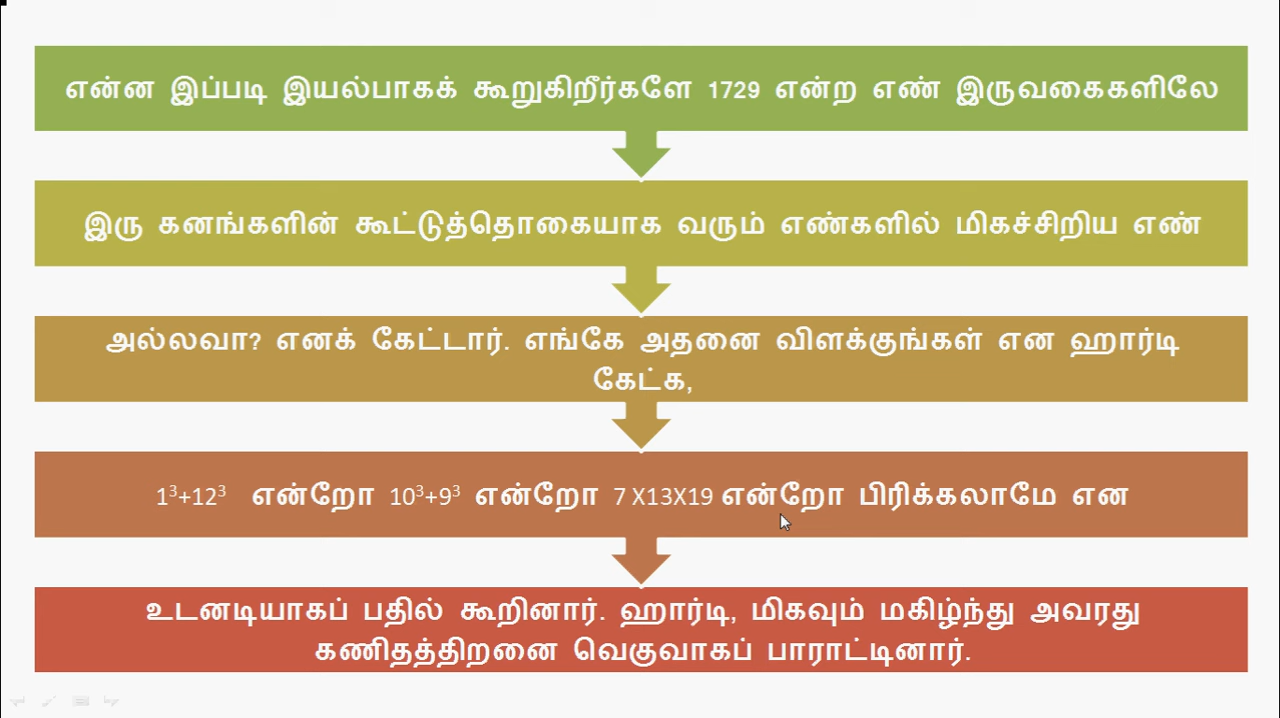 என்ன இப்படி இயல்பாகக் கூறுகிறீர்களே 1729 என்ற எண் இருவகைகளிலே
இரு கனங்களின் கூட்டுத்தொகையாக வரும் எண்களில் மிகச்சிறிய எண்
அல்லவா? எனக் கேட்டார். எங்கே அதனை விளக்குங்கள் என ஹார்டி
கேட்க,
1³+12³ என்றோ 10³+9³ என்றோ 7 X13X19 என்றோ பிரிக்கலாமே என
உடனடியாகப் பதில் கூறினார். ஹார்டி, மிகவும் மகிழ்ந்து அவரது
கணிதத்திறனை வெகுவாகப் பாராட்டினார்.